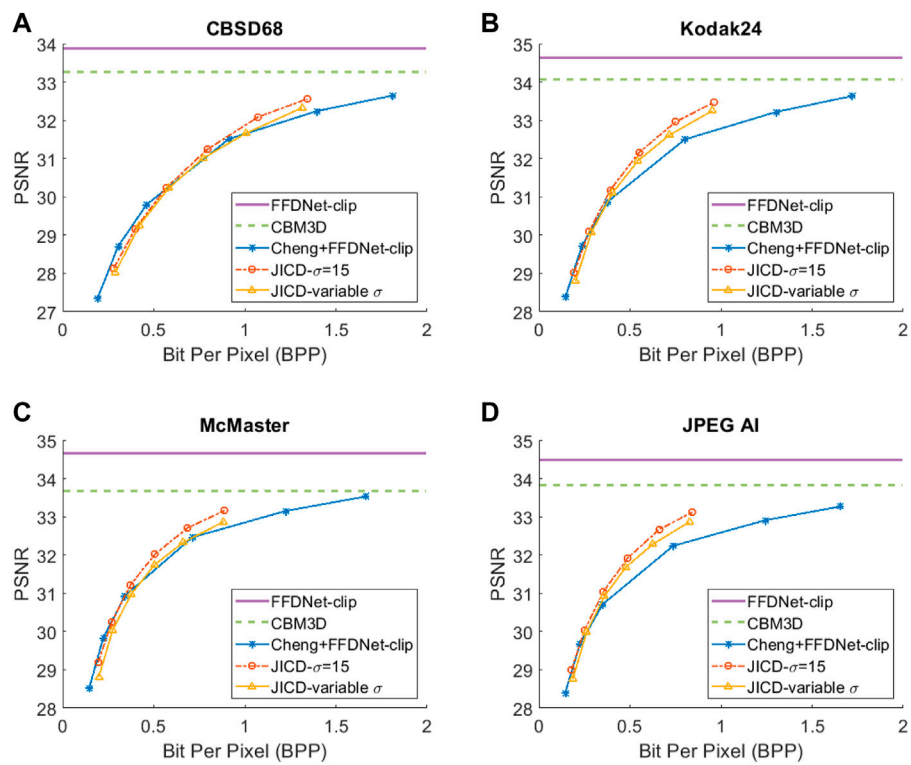 A
CBSD68
34
33
32
31
30
29
28
27
PSNR
0
0.5
1
1.5
2
Bit Per Pixel (BPP)
FFDNet-clip
CBM3D
Cheng+FFDNet-clip
JICD-σ=15
JICD-variable σ
B
Kodak24
35
34
33
32
31
30
29
28
PSNR
0
0.5
1
1.5
2
Bit Per Pixel (BPP)
FFDNet-clip
CBM3D
Cheng+FFDNet-clip
JICD-σ=15
JICD-variable σ
C
McMaster
35
34
33
32
31
30
29
28
PSNR
0
0.5
1
1.5
2
Bit Per Pixel (BPP)
FFDNet-clip
CBM3D
Cheng+FFDNet-clip
JICD-σ=15
JICD-variable σ
D
JPEG AI
35
34
33
32
31
30
29
28
PSNR
0
0.5
1
1.5
2
Bit Per Pixel (BPP)
FFDNet-clip
CBM3D
Cheng+FFDNet-clip
JICD-σ=15
JICD-variable σ